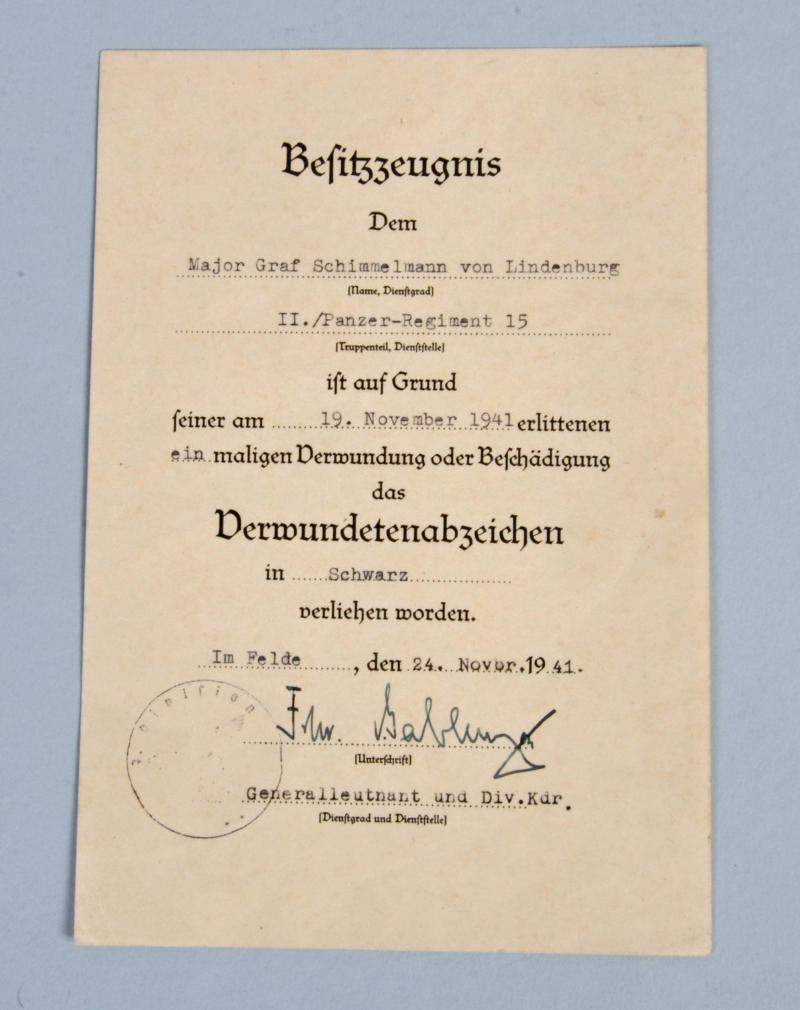 Besitzzeugnis
Dem
Major Graf Schimmelmann von Lindenburg
(Name, Dienstgrad)
II./Panzer-Regiment 15
(Truppenteil, Dienststelle)
ist auf Grund
seiner am 19. November 1941 erlittenen
ein maligen Verwundung oder Beschädigung
das
Verwundetenabzeichen
in Schwarz
verliehen worden.
Im Felde, den 24. Novbr. 1941.
Frhr.
(Unterschrift)
Generalleutnant und Div.Kdr.
(Dienstgrad und Dienststelle)
Division